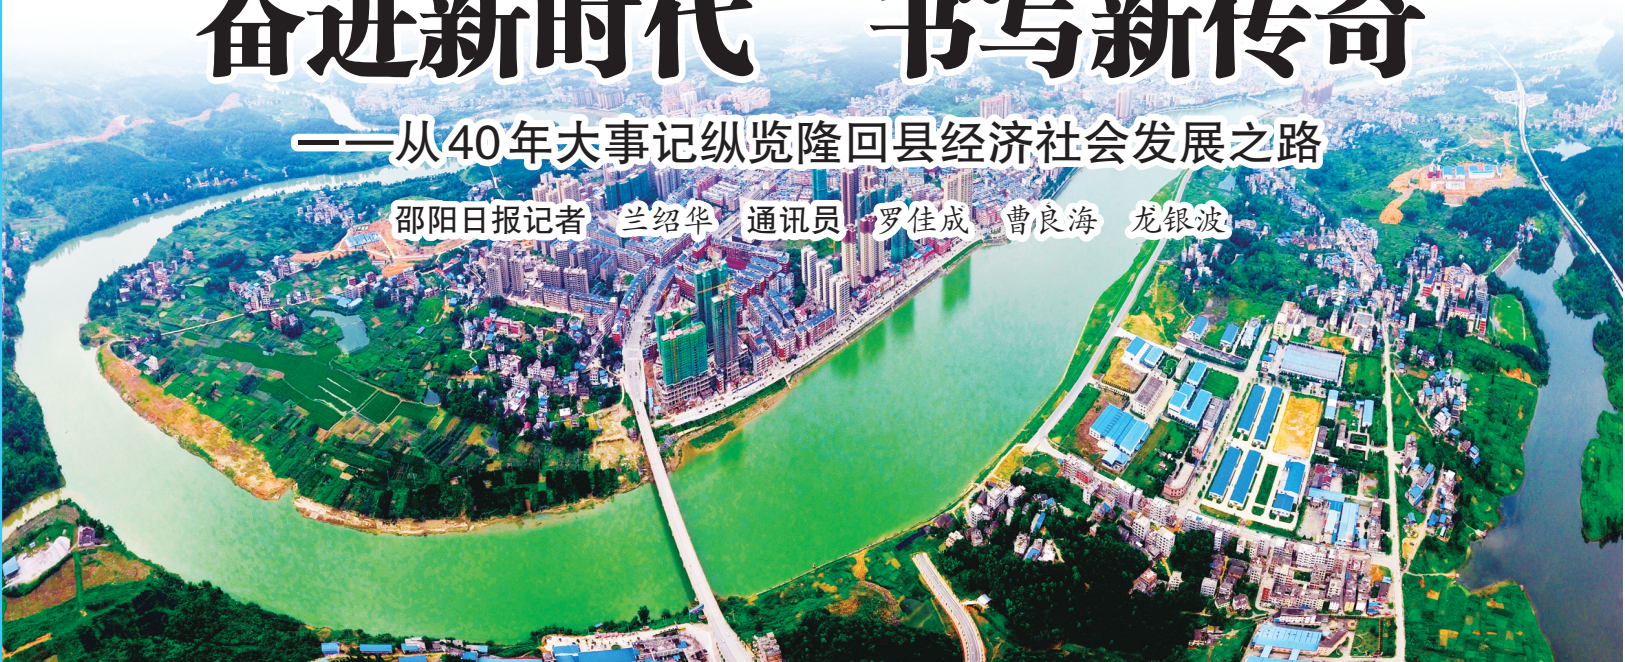 奋进新时代 书写新传奇
——从40年大事记纵览隆回县经济社会发展之路
邵阳日报记者 兰绍华 通讯员 罗佳成 曹良海 龙银波